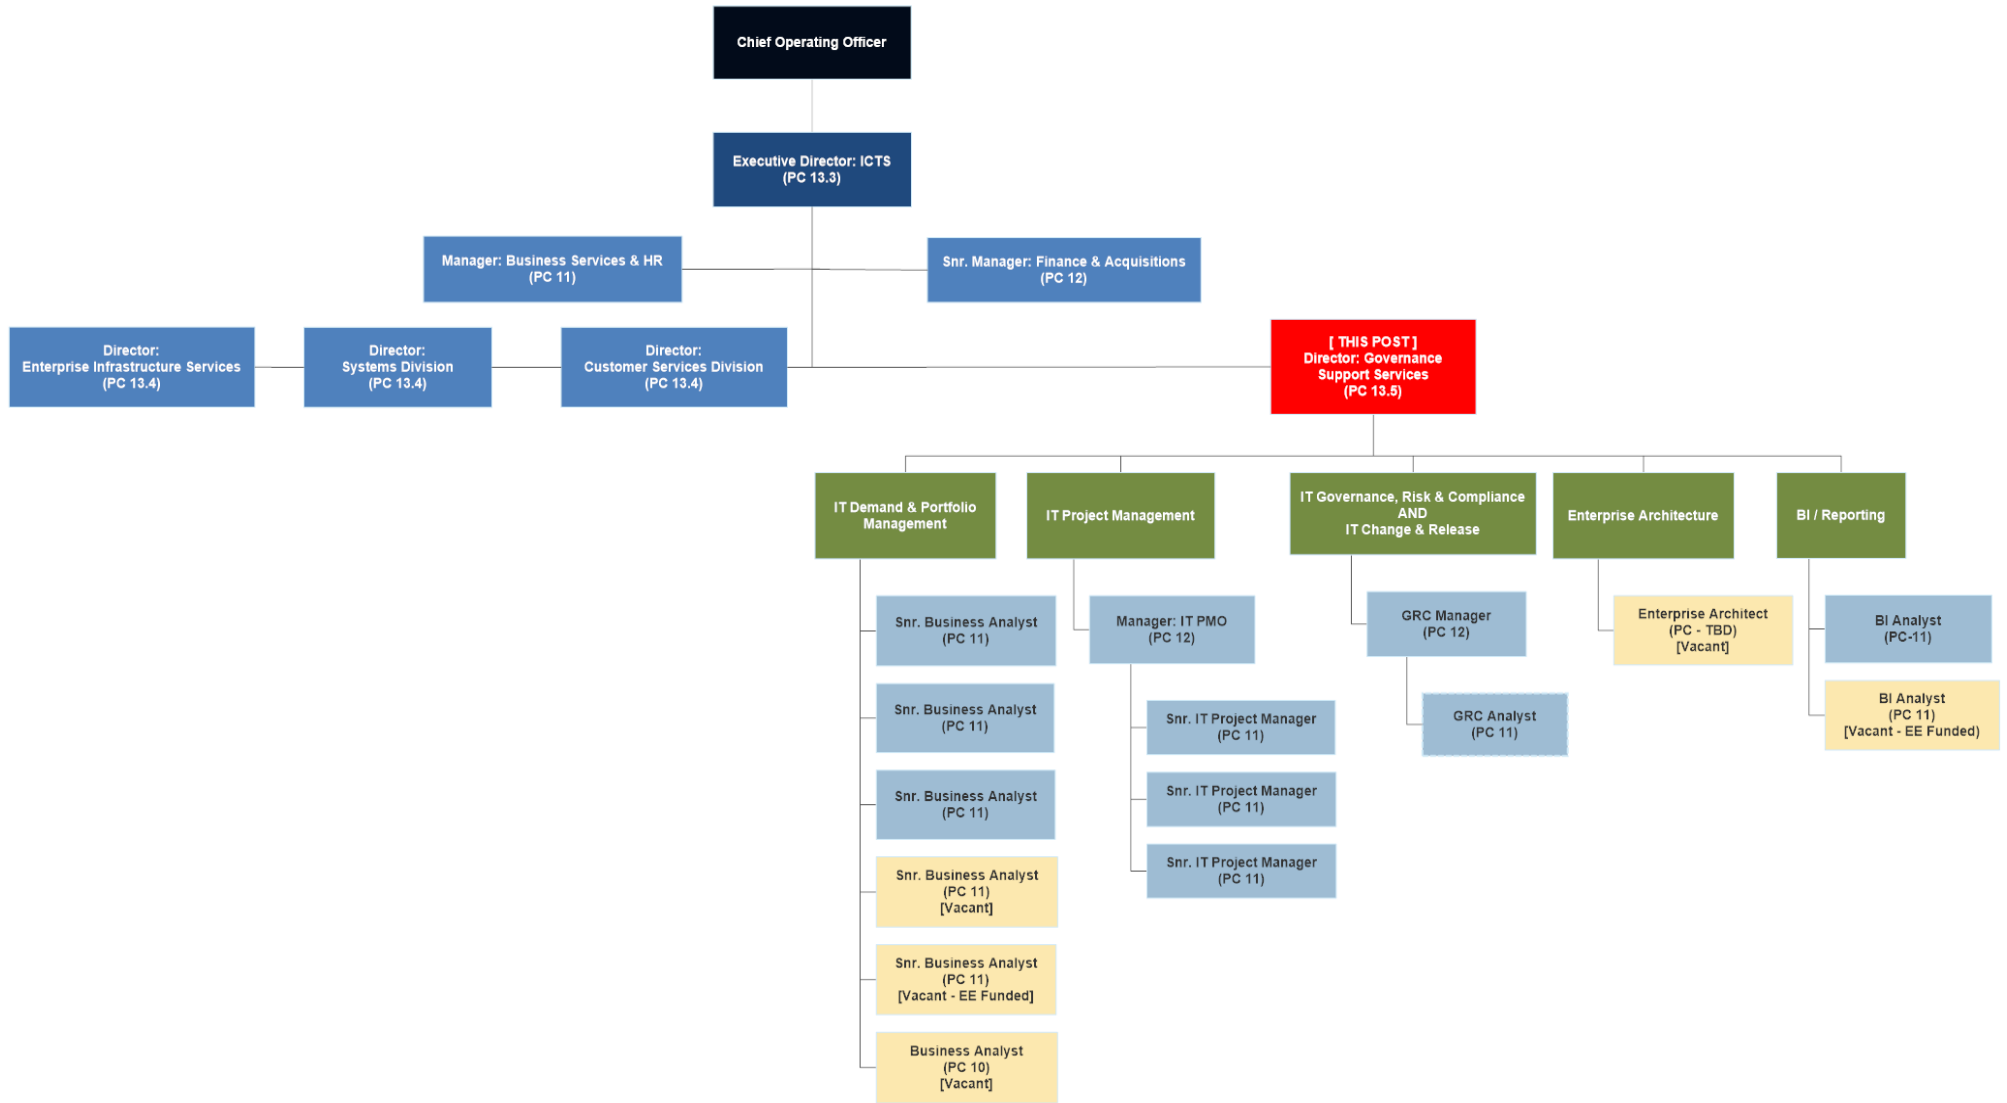 Chief Operating Officer
Executive Director: ICTS
(PC 13.3)
Manager: Business Services & HR
(PC 11)
Snr. Manager: Finance & Acquisitions
(PC 12)
Director:
Enterprise Infrastructure Services
(PC 13.4)
Director:
Systems Division
(PC 13.4)
Director:
Customer Services Division
(PC 13.4)
[ THIS POST ]
Director: Governance
Support Services
(PC 13.5)
IT Demand & Portfolio
Management
IT Project Management
IT Governance, Risk & Compliance
AND
IT Change & Release
Enterprise Architecture
BI / Reporting
Snr. Business Analyst
(PC 11)
Snr. Business Analyst
(PC 11)
Snr. Business Analyst
(PC 11)
Snr. Business Analyst
(PC 11)
[Vacant]
Snr. Business Analyst
(PC 11)
[Vacant - EE Funded]
Business Analyst
(PC 10)
[Vacant]
Manager: IT PMO
(PC 12)
Snr. IT Project Manager
(PC 11)
Snr. IT Project Manager
(PC 11)
Snr. IT Project Manager
(PC 11)
GRC Manager
(PC 12)
GRC Analyst
(PC 11)
Enterprise Architect
(PC - TBD)
[Vacant]
BI Analyst
(PC-11)
BI Analyst
(PC 11)
[Vacant - EE Funded)